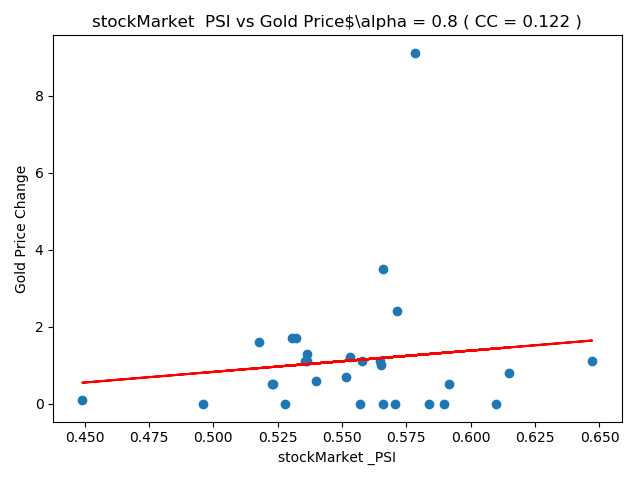 stockMarket  PSI vs Gold Price$\alpha = 0.8 ( CC = 0.122 )
Gold Price Change
8
6
4
2
0
0.450 0.475 0.500 0.525 0.550 0.575 0.600 0.625 0.650
stockMarket _PSI